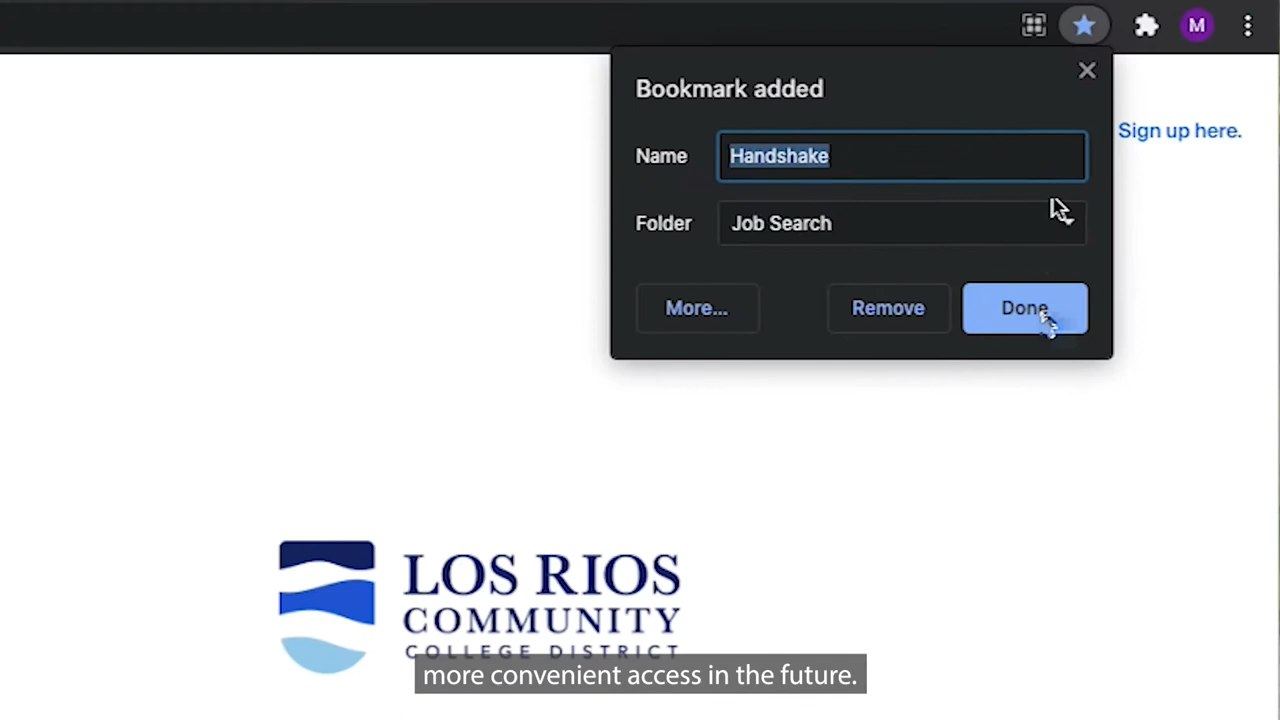 M
Bookmark added
Sign up here.
Name Handshake
Folder Job Search
More... Remove Done
LOS RIOS
COMMUNITY
COLLEGE DISTRICT
more convenient access in the future.